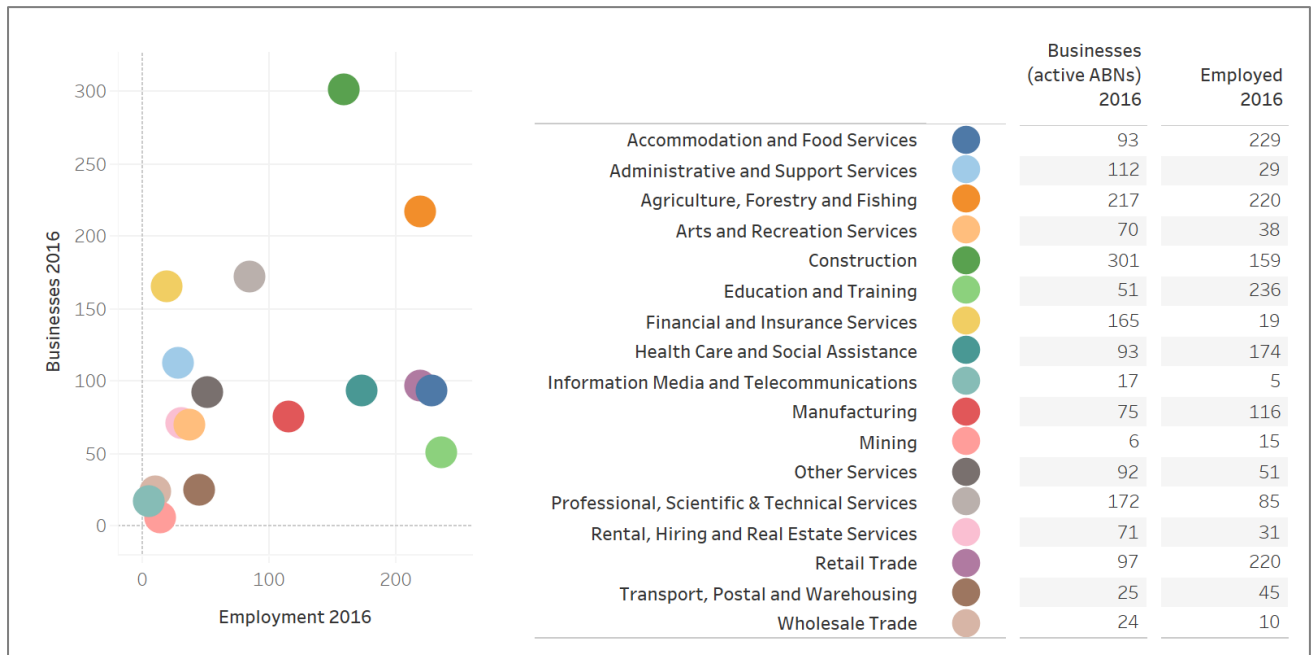 300
250
200
150
100
50
0
Businesses 2016
0 100 200
Employment 2016
Businesses
(active ABNs)
2016
Employed
2016
Accommodation and Food Services 93 229
Administrative and Support Services 112 29
Agriculture, Forestry and Fishing 217 220
Arts and Recreation Services 70 38
Construction 301 159
Education and Training 51 236
Financial and Insurance Services 165 19
Health Care and Social Assistance 93 174
Information Media and Telecommunications 17 5
Manufacturing 75 116
Mining 6 15
Other Services 92 51
Professional, Scientific & Technical Services 172 85
Rental, Hiring and Real Estate Services 71 31
Retail Trade 97 220
Transport, Postal and Warehousing 25 45
Wholesale Trade 24 10